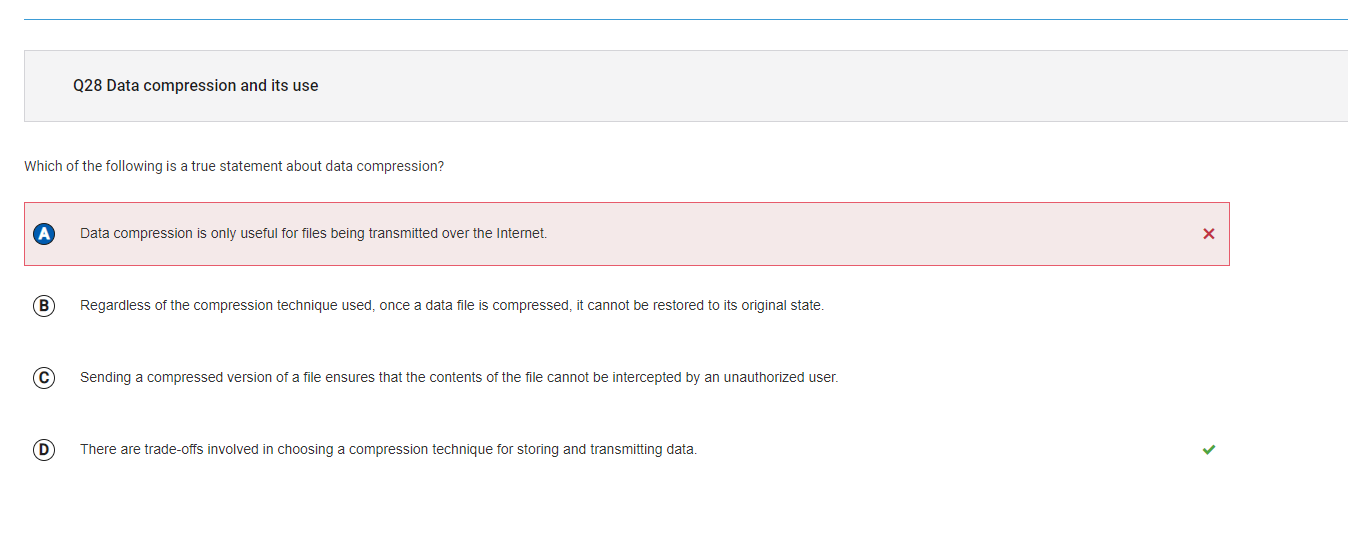 Q28 Data compression and its use
Which of the following is a true statement about data compression?
A Data compression is only useful for files being transmitted over the Internet.
B Regardless of the compression technique used, once a data file is compressed, it cannot be restored to its original state.
C Sending a compressed version of a file ensures that the contents of the file cannot be intercepted by an unauthorized user.
D There are trade-offs involved in choosing a compression technique for storing and transmitting data.